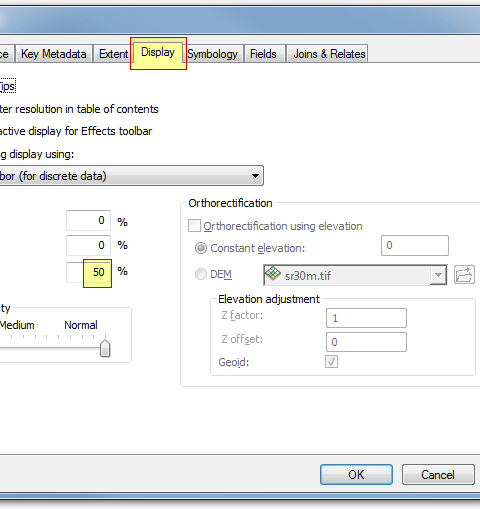 ce Key Metadata Extent Display Symbology Fields Joins & Relates
Tips
ter resolution in table of contents
active display for Effects toolbar
g display using:
bor (for discrete data)
Orthorectification
0 %
Orthorectification using elevation
0 %
Constant elevation: 0
50 %
DEM sr30m.tif
Elevation adjustment
ty
Z factor: 1
Medium Normal
Z offset: 0
Geoid:
OK Cancel